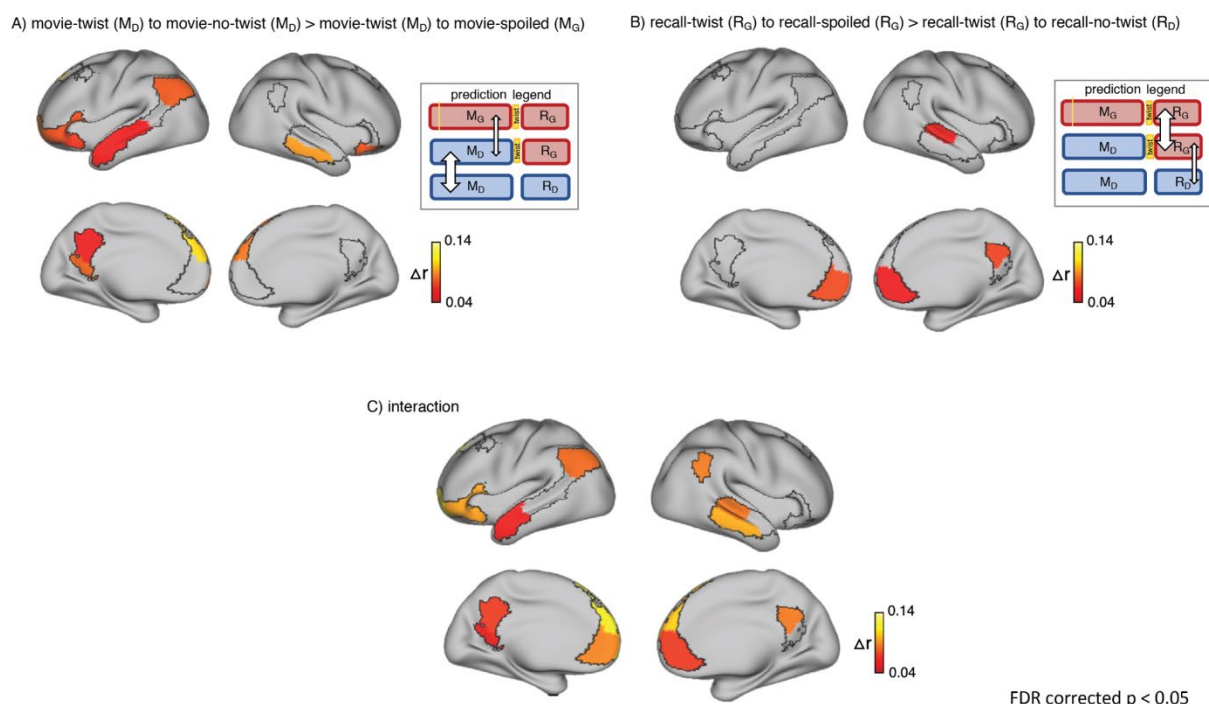 A) movie-twist (MD) to movie-no-twist (MD) > movie-twist (MD) to movie-spoiled (MG)
prediction legend
MG twist RG
MD twist RG
MD RD
0.14
Δr
0.04
B) recall-twist (RG) to recall-spoiled (RG) > recall-twist (RG) to recall-no-twist (RD)
prediction legend
MG twist RG
MD twist RG
MD RD
0.14
Δr
0.04
C) interaction
0.14
Δr
0.04
FDR corrected p < 0.05